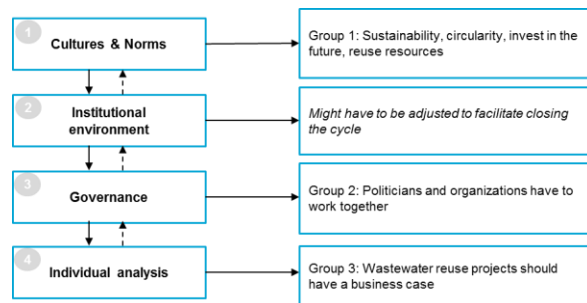 1
Cultures & Norms
Group 1: Sustainability, circularity, invest in the
future, reuse resources
2
Institutional
environment
Might have to be adjusted to facilitate closing
the cycle
3
Governance
Group 2: Politicians and organizations have to
work together
4
Individual analysis
Group 3: Wastewater reuse projects should
have a business case